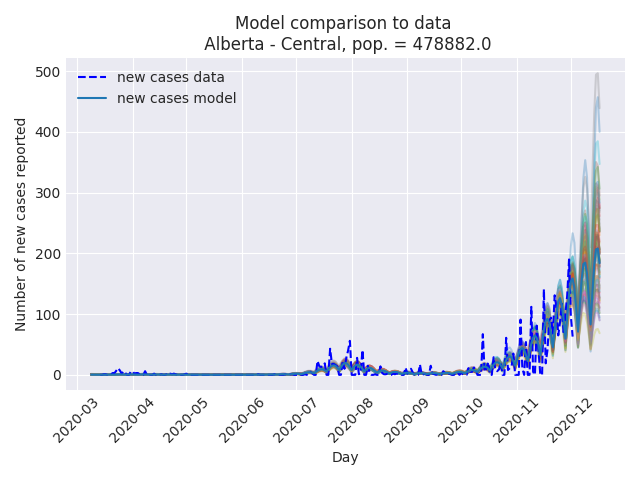 Model comparison to data
Alberta - Central, pop. = 478882.0
new cases data
new cases model
Number of new cases reported
500
400
300
200
100
0
2020-03
2020-04
2020-05
2020-06
2020-07
2020-08
2020-09
2020-10
2020-11
2020-12
Day